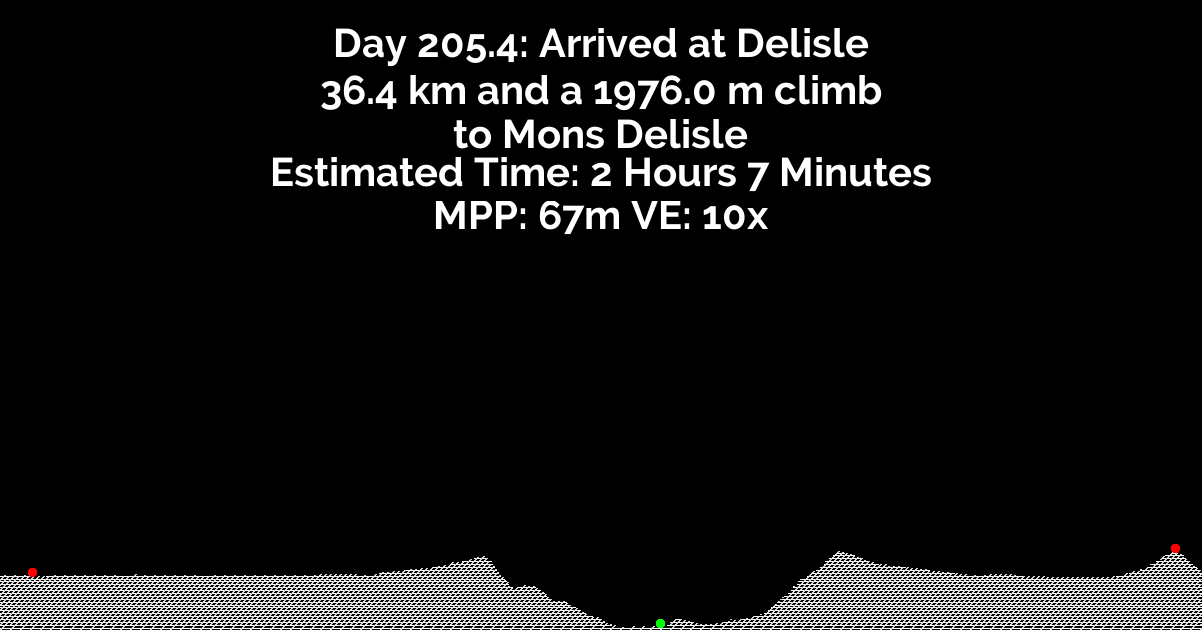 Day 205.4: Arrived at Delisle
36.4 km and a 1976.0 m climb
to Mons Delisle
Estimated Time: 2 Hours 7 Minutes
MPP: 67m VE: 10x